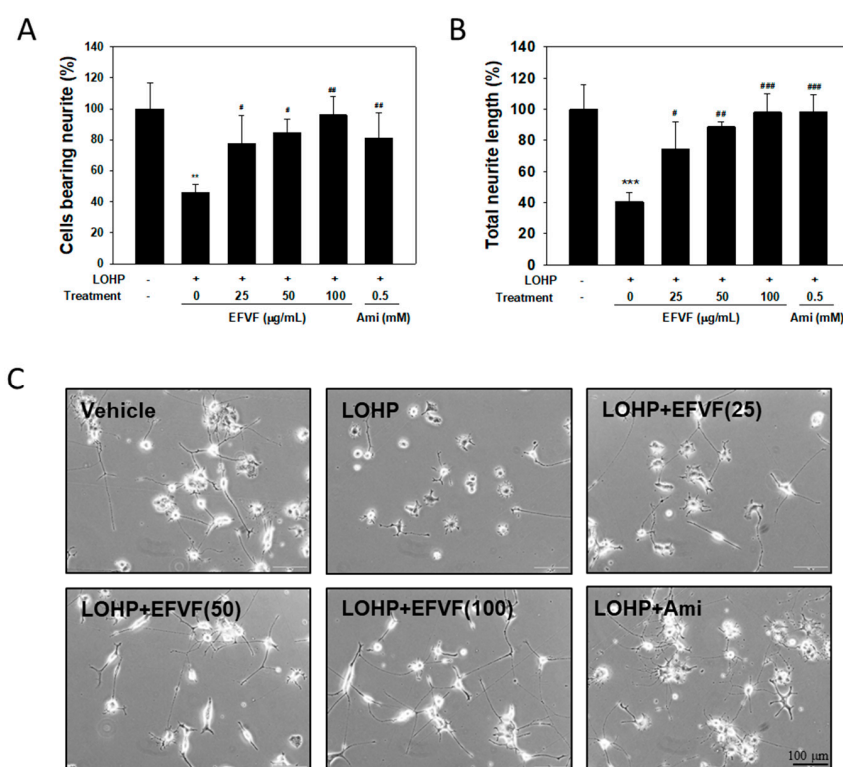 A
Cells bearing neurite (%)
140
120
100
80
60
40
20
0
**
#
#
##
##
LOHP - + + + + +
Treatment - 0 25 50 100 0.5
EFVF (μg/mL) Ami (mM)
B
Total neurite length (%)
140
120
100
80
60
40
20
0
***
#
##
###
###
LOHP - + + + + +
Treatment - 0 25 50 100 0.5
EFVF (μg/mL) Ami (mM)
C
Vehicle
LOHP
LOHP+EFVF(25)
LOHP+EFVF(50)
LOHP+EFVF(100)
LOHP+Ami
100 μm